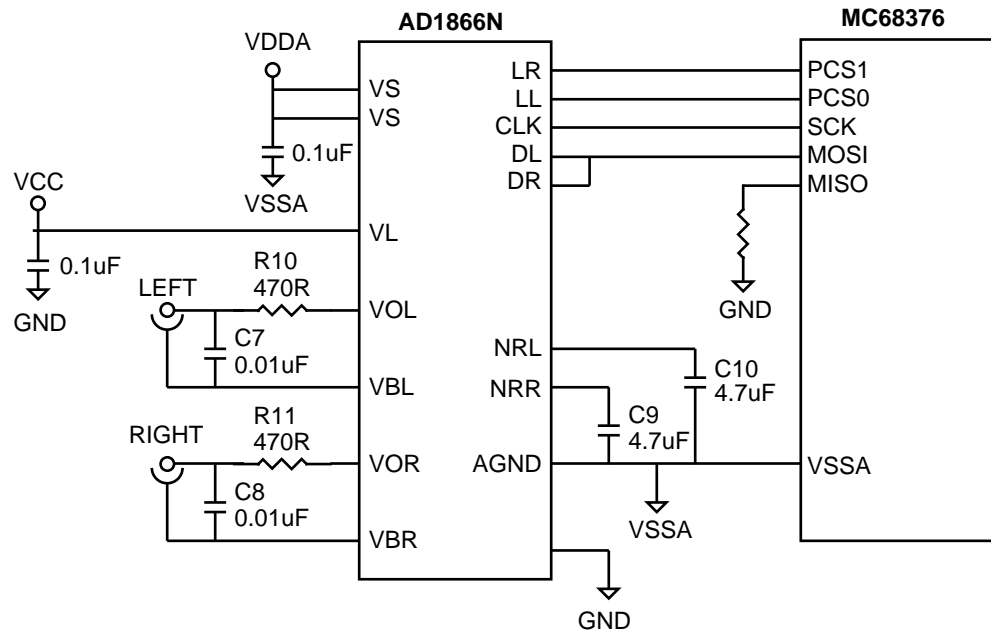 AD1866N
MC68376
VDDA
VS
VS
0.1uF
VSSA
VCC
0.1uF
GND
VL
LEFT
R10
470R
VOL
C7
0.01uF
VBL
RIGHT
R11
470R
VOR
C8
0.01uF
VBR
LR
LL
CLK
DL
DR
NRL
NRR
AGND
PCS1
PCS0
SCK
MOSI
MISO
GND
C10
4.7uF
C9
4.7uF
VSSA
VSSA
GND